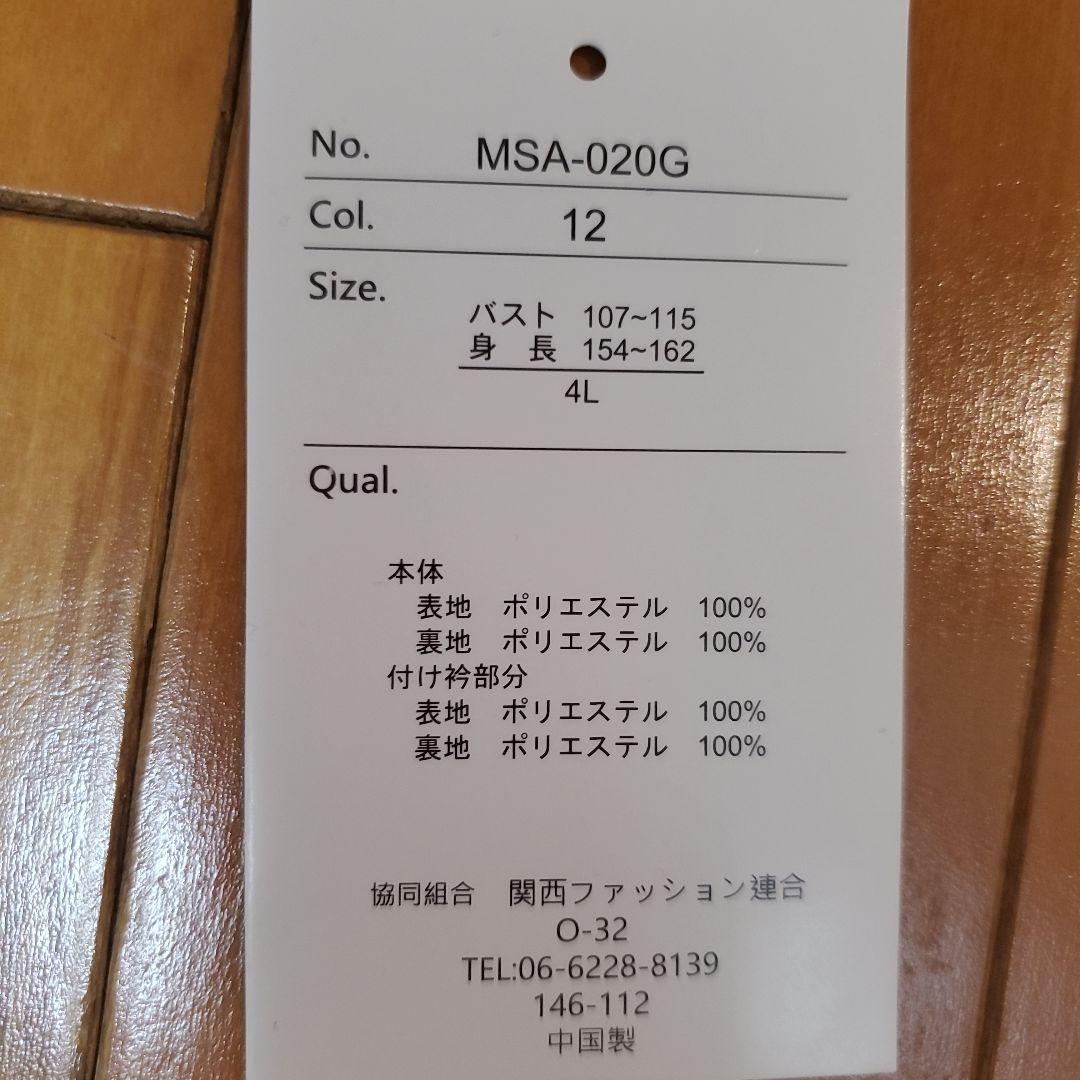 No. MSA-020G
Col. 12
Size.
バスト 107~115
身 長 154~162
4L
Qual.
本体
表地 ポリエステル 100%
裏地 ポリエステル 100%
付け衿部分
表地 ポリエステル 100%
裏地 ポリエステル 100%
協同組合 関西ファッション連合
O-32
TEL:06-6228-8139
146-112
中国製